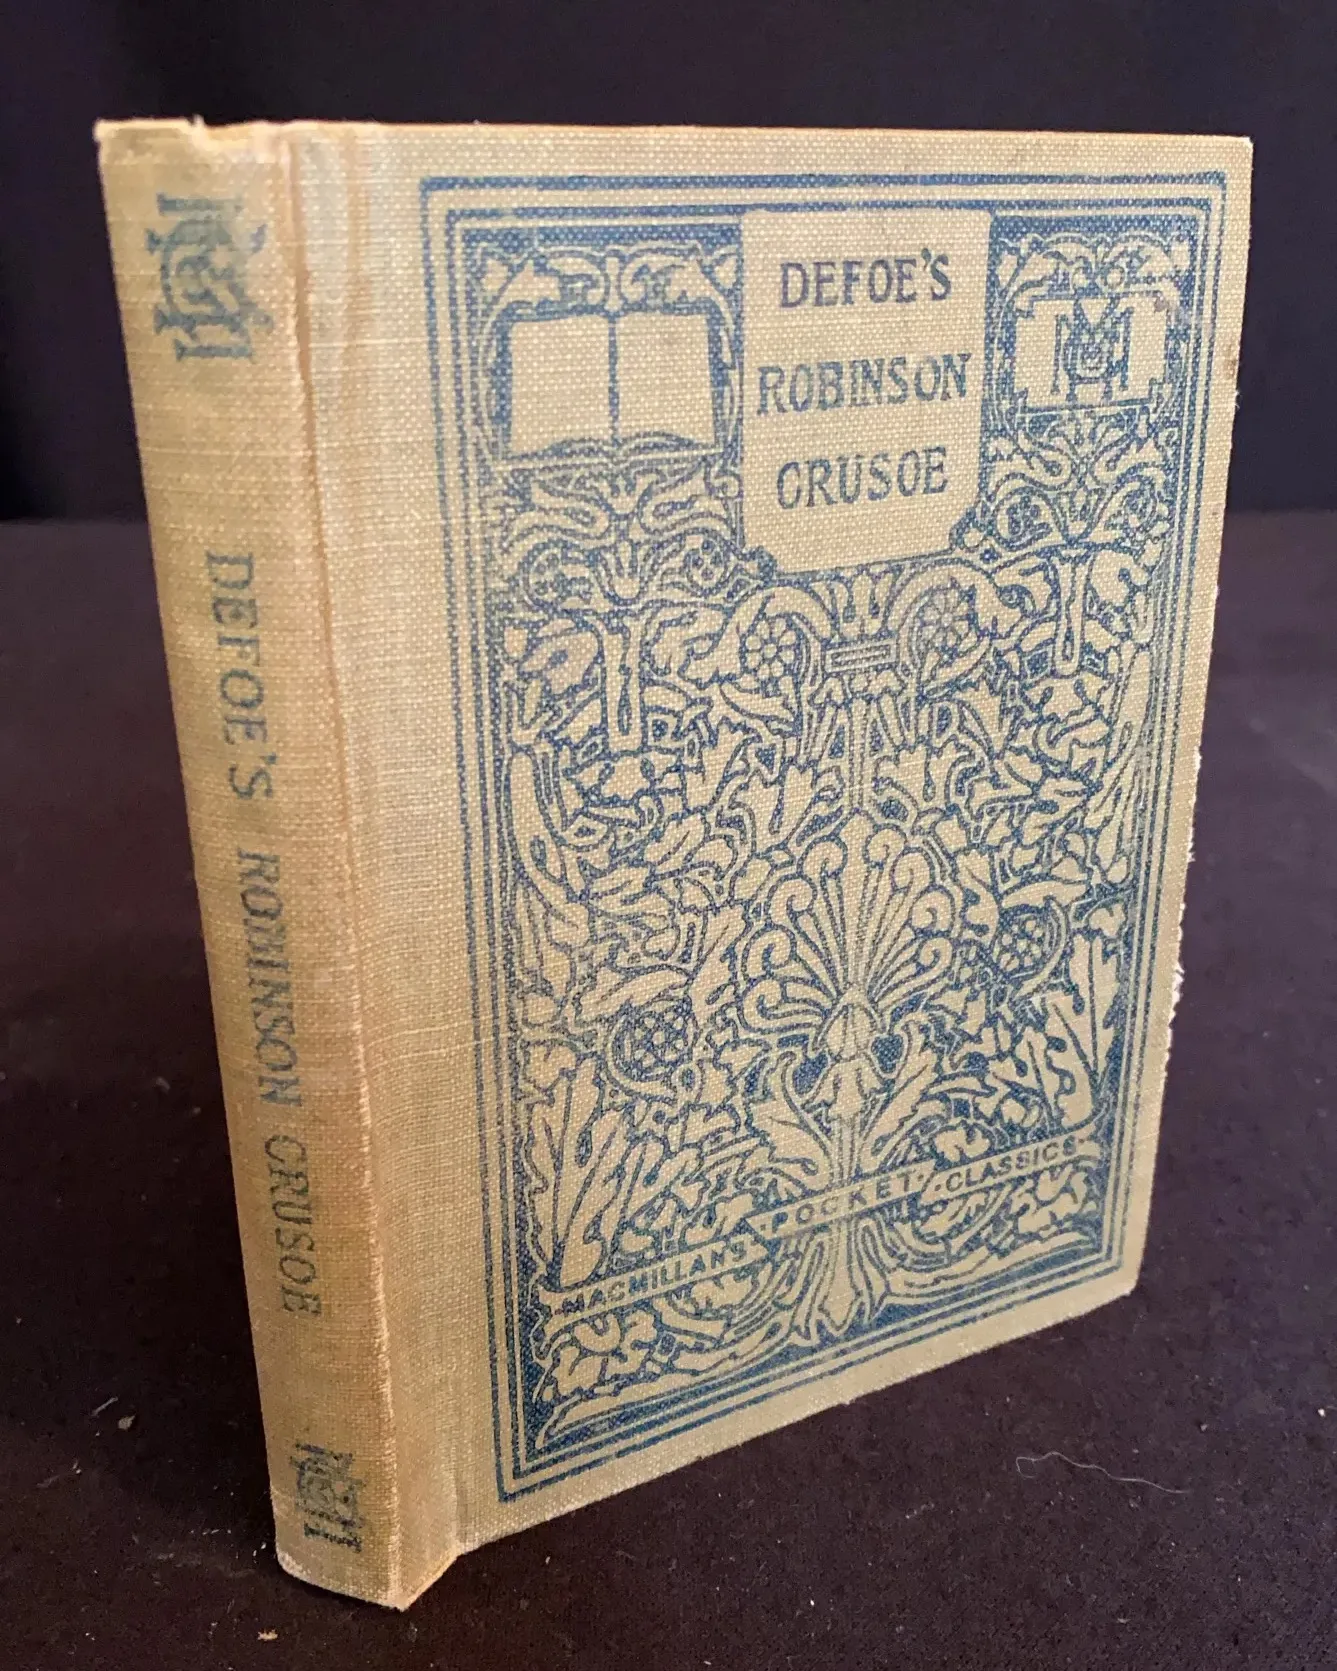 DEFOE'S ROBINSON CRUSOE
DEFOE'S
ROBINSON
CRUSOE
MACMILLAN'S · POCKET · CLASSICS ·